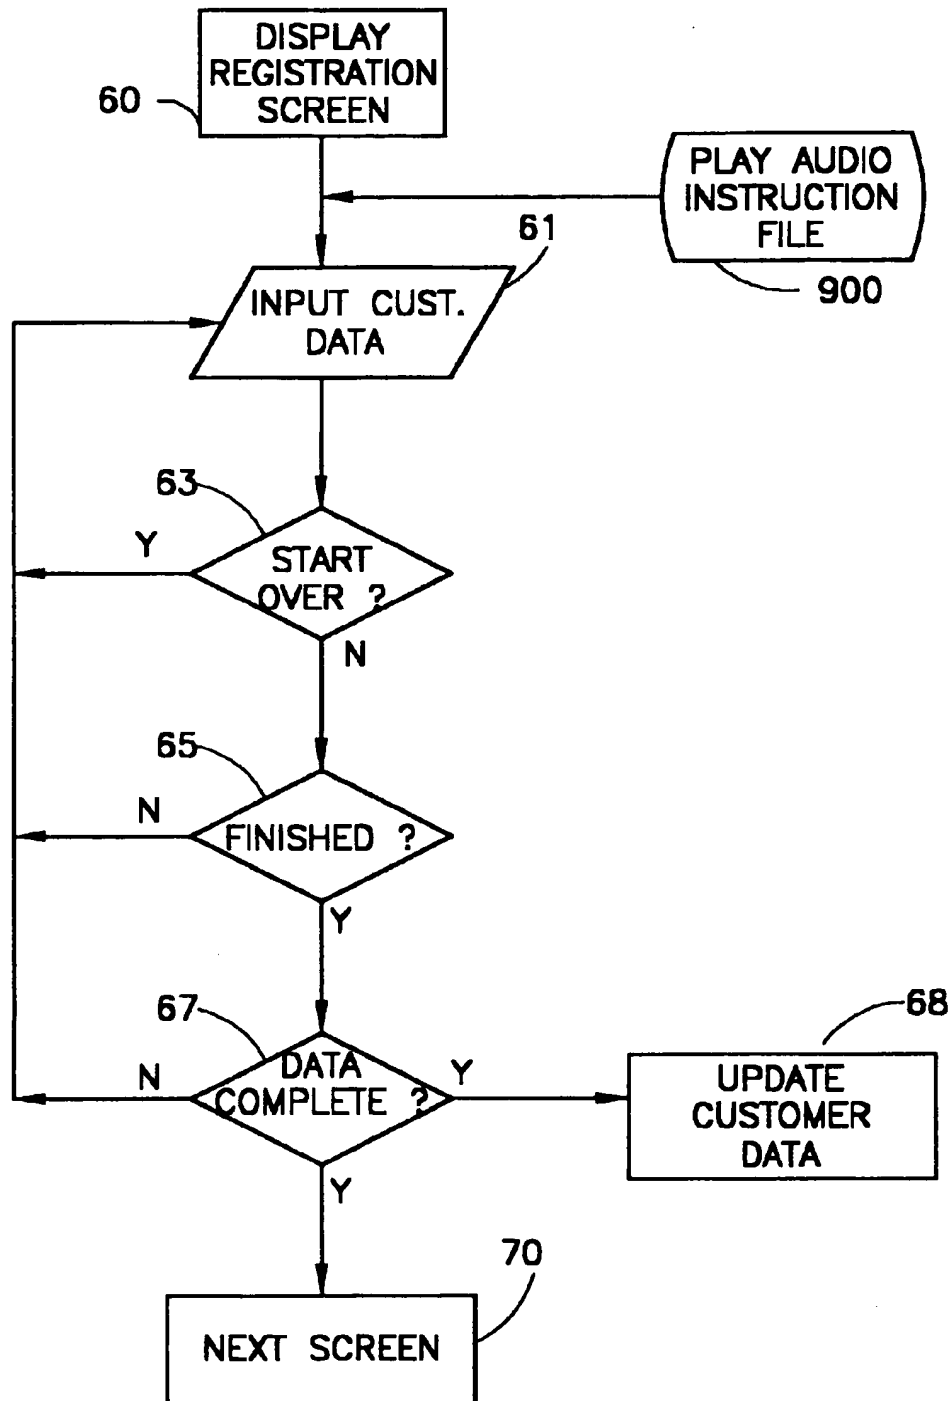 DISPLAY
REGISTRATION
SCREEN
60
PLAY AUDIO
INSTRUCTION
FILE
900
61
INPUT CUST.
DATA
63
Y
START
OVER ?
N
65
N
FINISHED ?
Y
67
N
DATA
COMPLETE ?
Y
68
UPDATE
CUSTOMER
DATA
Y
70
NEXT SCREEN